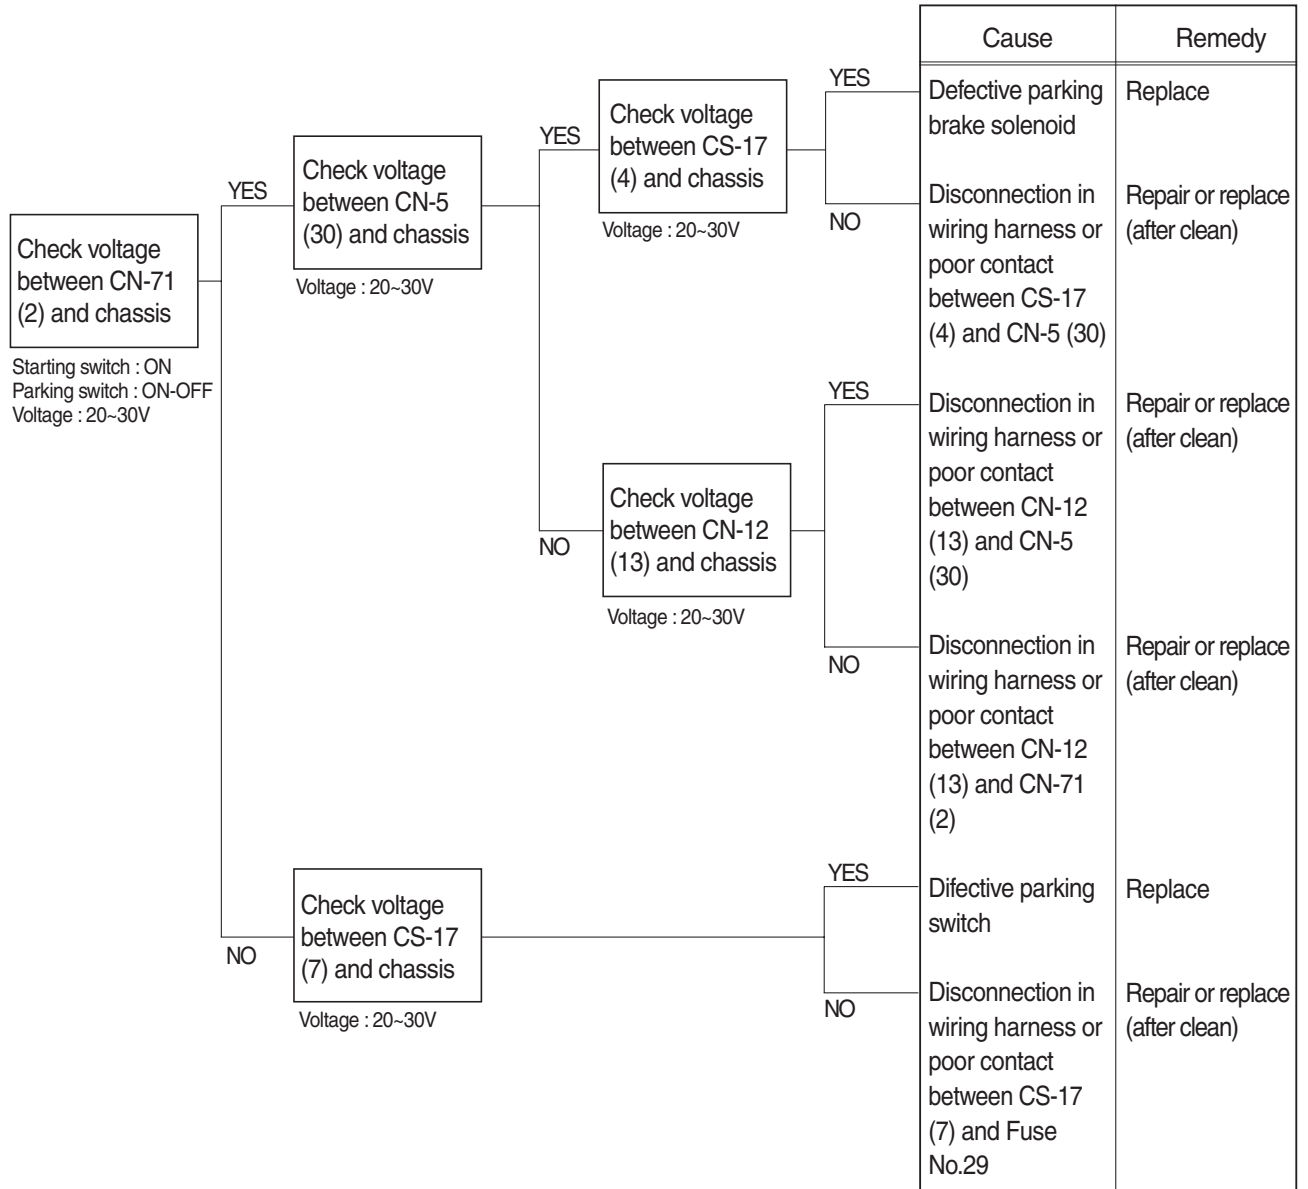 Cause
Remedy
Check voltage
between CN-71
(2) and chassis
Starting switch : ON
Parking switch : ON-OFF
Voltage : 20~30V
YES
Check voltage
between CN-5
(30) and chassis
Voltage : 20~30V
YES
Check voltage
between CS-17
(4) and chassis
Voltage : 20~30V
YES
Defective parking
brake solenoid
Replace
NO
Disconnection in
wiring harness or
poor contact
between CS-17
(4) and CN-5 (30)
Repair or replace
(after clean)
NO
Check voltage
between CN-12
(13) and chassis
Voltage : 20~30V
YES
Disconnection in
wiring harness or
poor contact
between CN-12
(13) and CN-5
(30)
Repair or replace
(after clean)
NO
Disconnection in
wiring harness or
poor contact
between CN-12
(13) and CN-71
(2)
Repair or replace
(after clean)
NO
Check voltage
between CS-17
(7) and chassis
Voltage : 20~30V
YES
Difective parking
switch
Replace
NO
Disconnection in
wiring harness or
poor contact
between CS-17
(7) and Fuse
No.29
Repair or replace
(after clean)